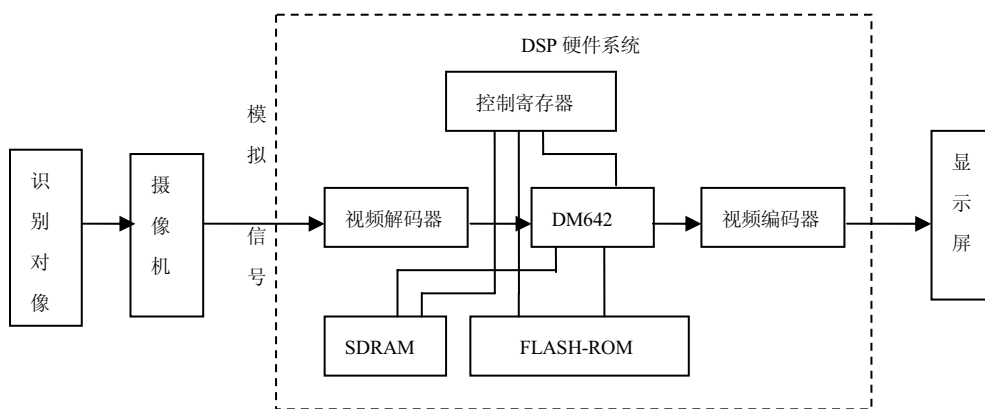 DSP 硬件系统
控制寄存器
模拟信号
识别对像
摄像机
视频解码器
DM642
视频编码器
显示屏
SDRAM
FLASH-ROM